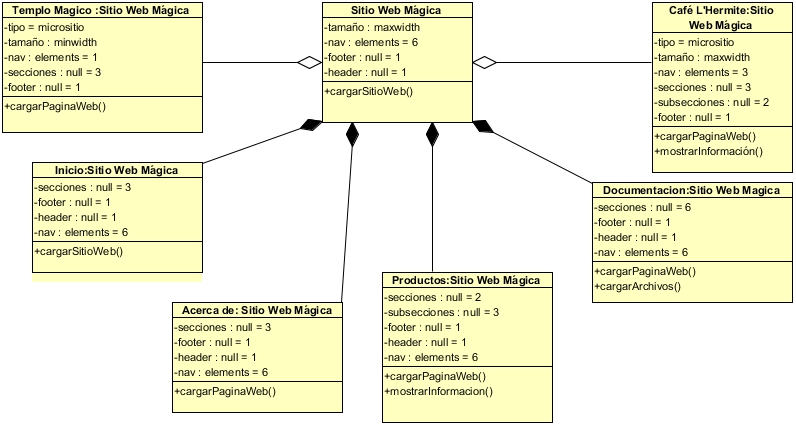 Templo Magico :Sitio Web Mágica
-tipo = micrositio
-tamaño : minwidth
-nav : elements = 1
-secciones : null = 3
-footer : null = 1
+cargarPaginaWeb()
Sitio Web Mágica
-tamaño : maxwidth
-nav : elements = 6
-footer : null = 1
-header : null = 1
+cargarSitioWeb()
Café L'Hermite:Sitio
Web Mágica
-tipo = micrositio
-tamaño : maxwidth
-nav : elements = 3
-secciones : null = 3
-subsecciones : null = 2
-footer : null = 1
+cargarPaginaWeb()
+mostrarInformación()
Inicio:Sitio Web Mágica
-secciones : null = 3
-footer : null = 1
-header : null = 1
-nav : elements = 6
+cargarSitioWeb()
Acerca de: Sitio Web Mágica
-secciones : null = 3
-footer : null = 1
-header : null = 1
-nav : elements = 6
+cargarPaginaWeb()
Productos:Sitio Web Mágica
-secciones : null = 2
-subsecciones : null = 3
-footer : null = 1
-header : null = 1
-nav : elements = 6
+cargarPaginaWeb()
+mostrarInformacion()
Documentacion:Sitio Web Magica
-secciones : null = 6
-footer : null = 1
-header : null = 1
-nav : elements = 6
+cargarPaginaWeb()
+cargarArchivos()